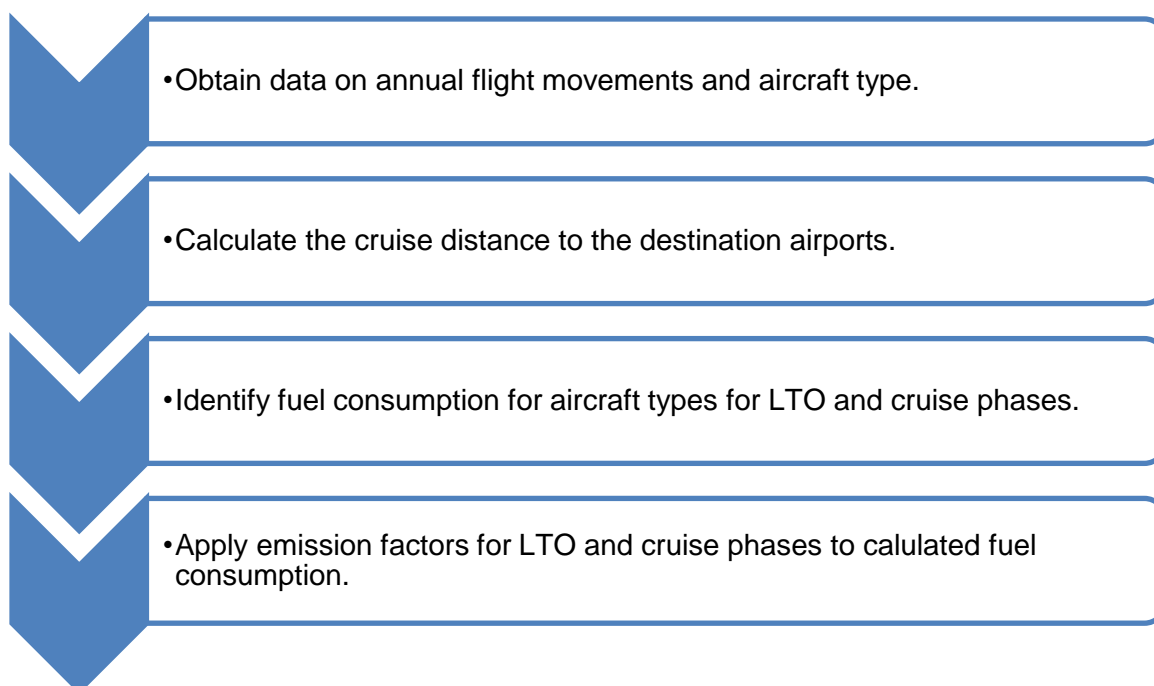 •Obtain data on annual flight movements and aircraft type.
•Calculate the cruise distance to the destination airports.
•Identify fuel consumption for aircraft types for LTO and cruise phases.
•Apply emission factors for LTO and cruise phases to calulated fuel
consumption.